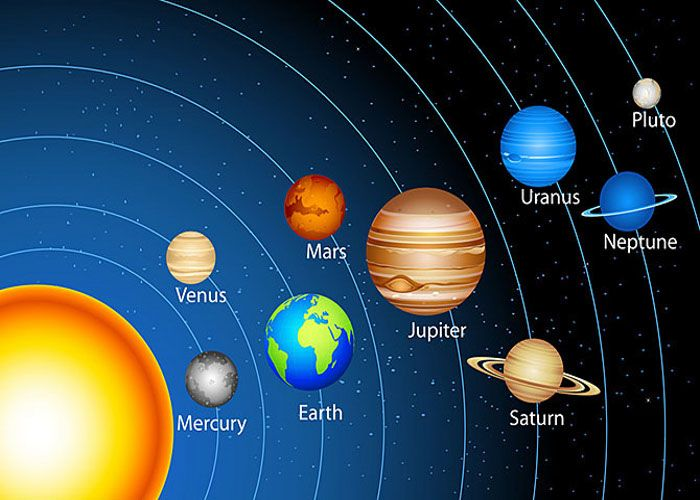 Mercury
Venus
Earth
Mars
Jupiter
Saturn
Uranus
Neptune
Pluto